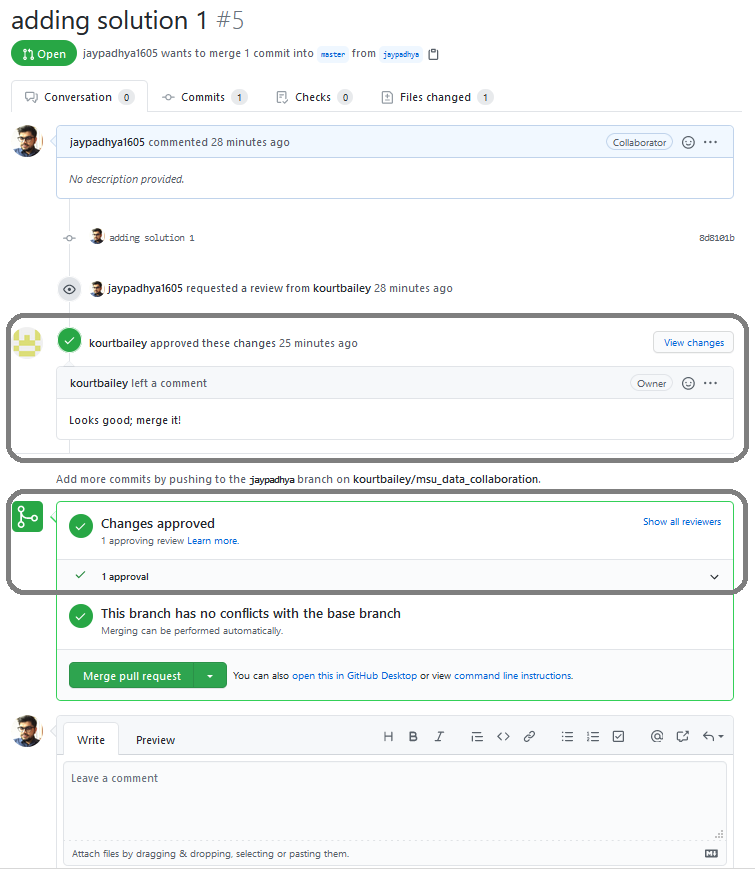 adding solution 1 #5
Open jaypadhya1605 wants to merge 1 commit into master from jaypadhya
Conversation 0 Commits 1 Checks 0 Files changed 1
jaypadhya1605 commented 28 minutes ago Collaborator
No description provided.
adding solution 1 8d8101b
jaypadhya1605 requested a review from kourtbailey 28 minutes ago
kourtbailey approved these changes 25 minutes ago View changes
kourtbailey left a comment Owner
Looks good; merge it!
Add more commits by pushing to the jaypadhya branch on kourtbailey/msu_data_collaboration.
Changes approved Show all reviewers
1 approving review Learn more.
1 approval
This branch has no conflicts with the base branch
Merging can be performed automatically.
Merge pull request You can also open this in GitHub Desktop or view command line instructions.
Write Preview H B I
Leave a comment
Attach files by dragging & dropping, selecting or pasting them.